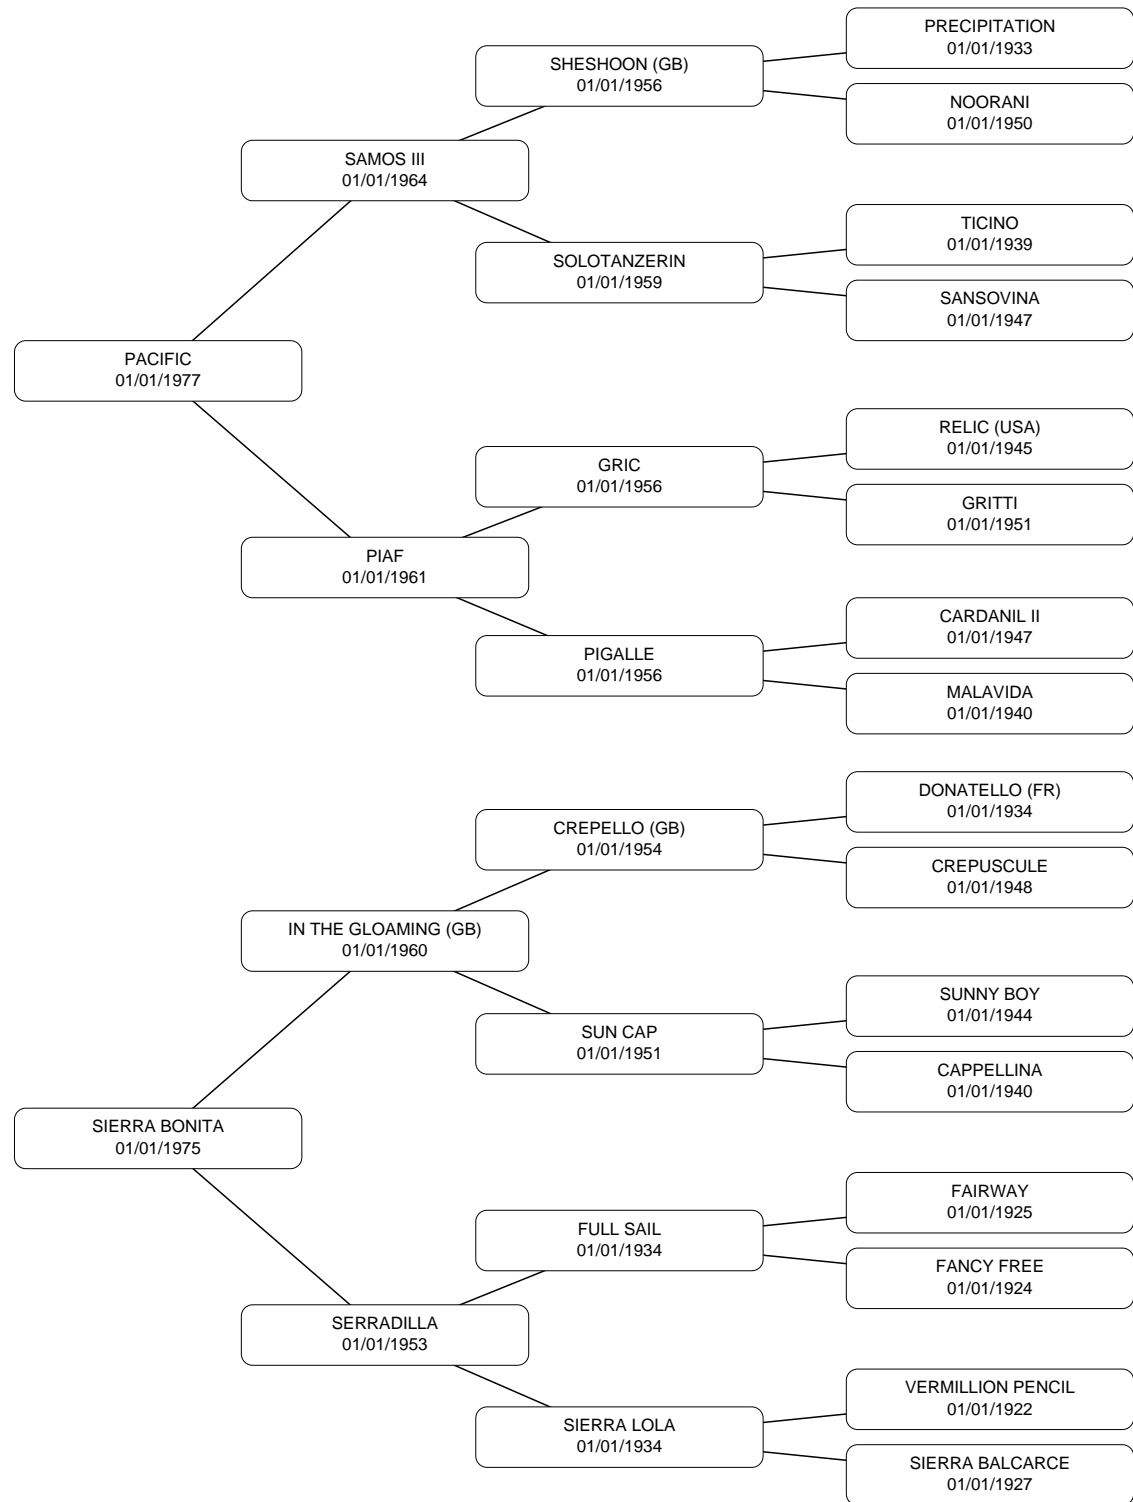 PRECIPITATION
01/01/1933
SHESHOON (GB)
01/01/1956
NOORANI
01/01/1950
SAMOS III
01/01/1964
TICINO
01/01/1939
SOLOTANZERIN
01/01/1959
SANSOVINA
01/01/1947
PACIFIC
01/01/1977
RELIC (USA)
01/01/1945
GRIC
01/01/1956
GRITTI
01/01/1951
PIAF
01/01/1961
CARDANIL II
01/01/1947
PIGALLE
01/01/1956
MALAVIDA
01/01/1940
DONATELLO (FR)
01/01/1934
CREPELLO (GB)
01/01/1954
CREPUSCULE
01/01/1948
IN THE GLOAMING (GB)
01/01/1960
SUNNY BOY
01/01/1944
SUN CAP
01/01/1951
CAPPELLINA
01/01/1940
SIERRA BONITA
01/01/1975
FAIRWAY
01/01/1925
FULL SAIL
01/01/1934
FANCY FREE
01/01/1924
SERRADILLA
01/01/1953
VERMILLION PENCIL
01/01/1922
SIERRA LOLA
01/01/1934
SIERRA BALCARCE
01/01/1927